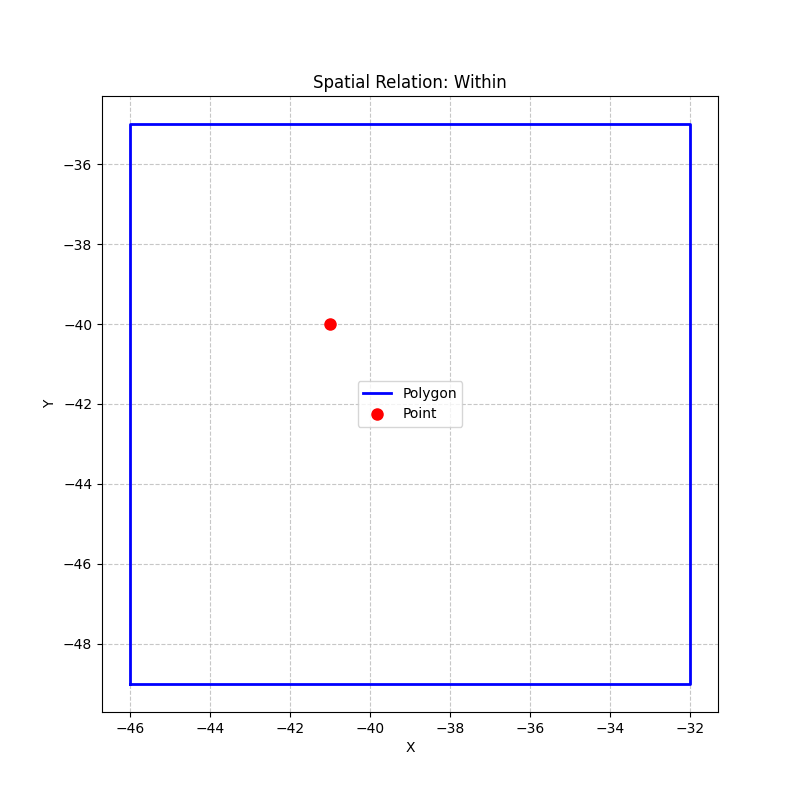 Spatial Relation: Within
−36
−38
−40
−42
−44
−46
−48
Y
Polygon
Point
−46 −44 −42 −40 −38 −36 −34 −32
X